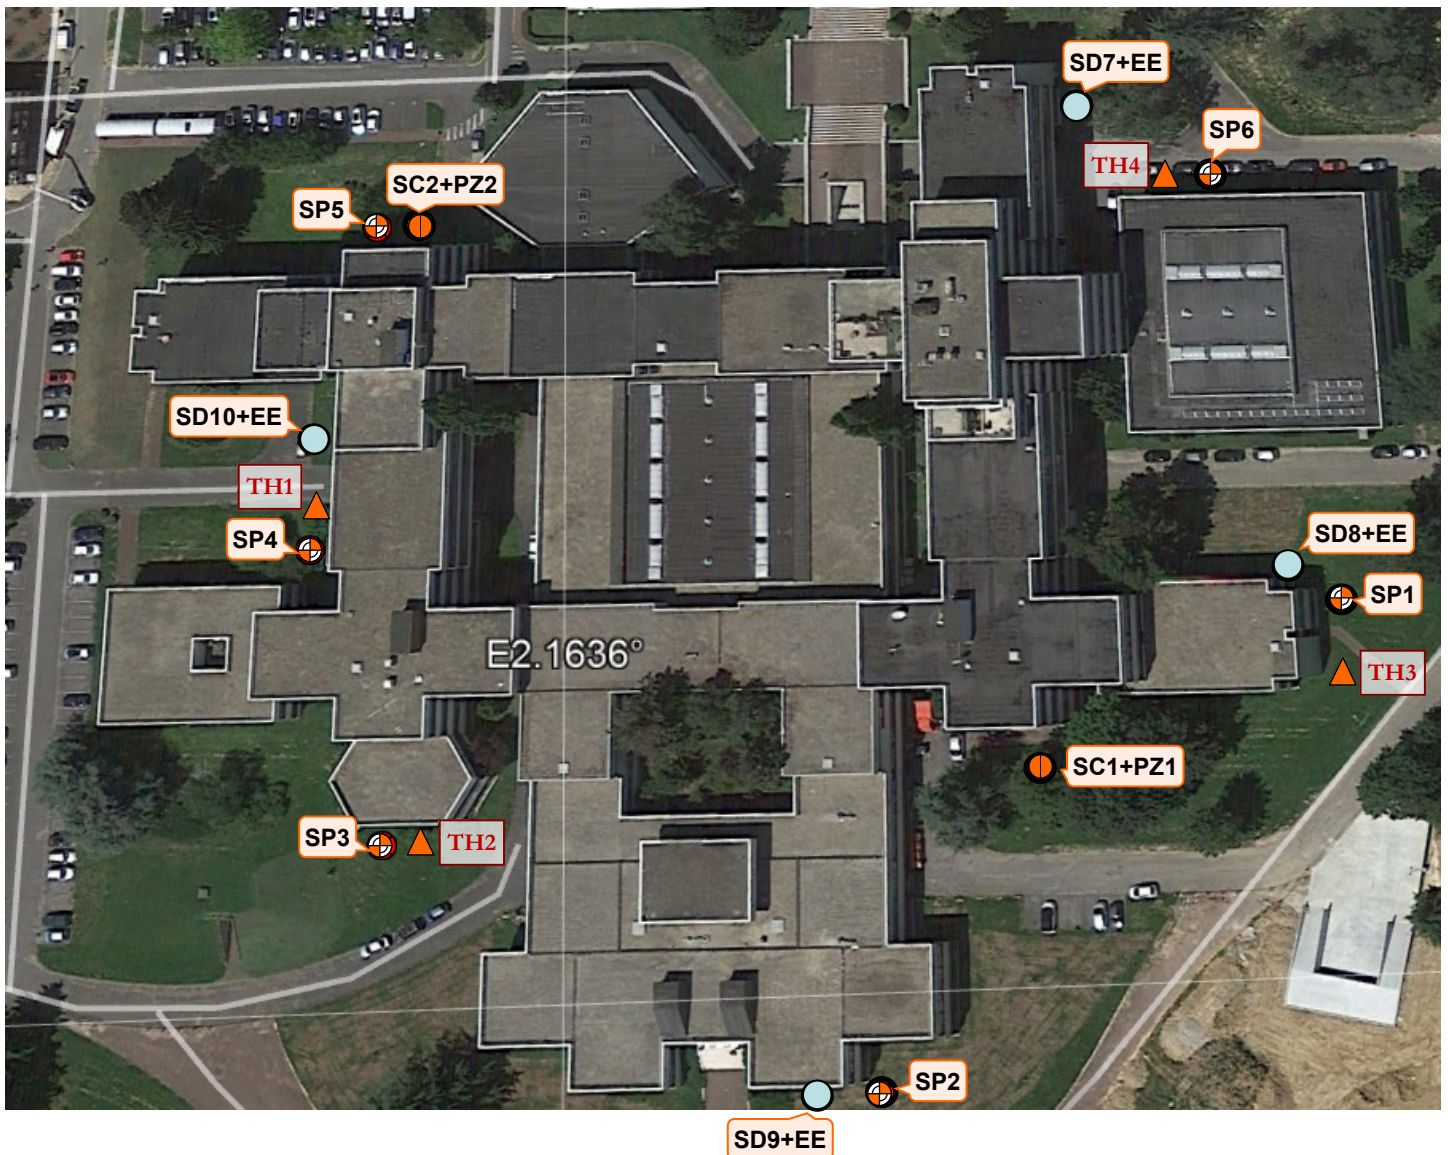 SD7+EE
SP6
TH4
SC2+PZ2
SP5
SD10+EE
TH1
SP4
SD8+EE
SP1
E2.1636°
TH3
SC1+PZ1
SP3
TH2
SP2
SD9+EE